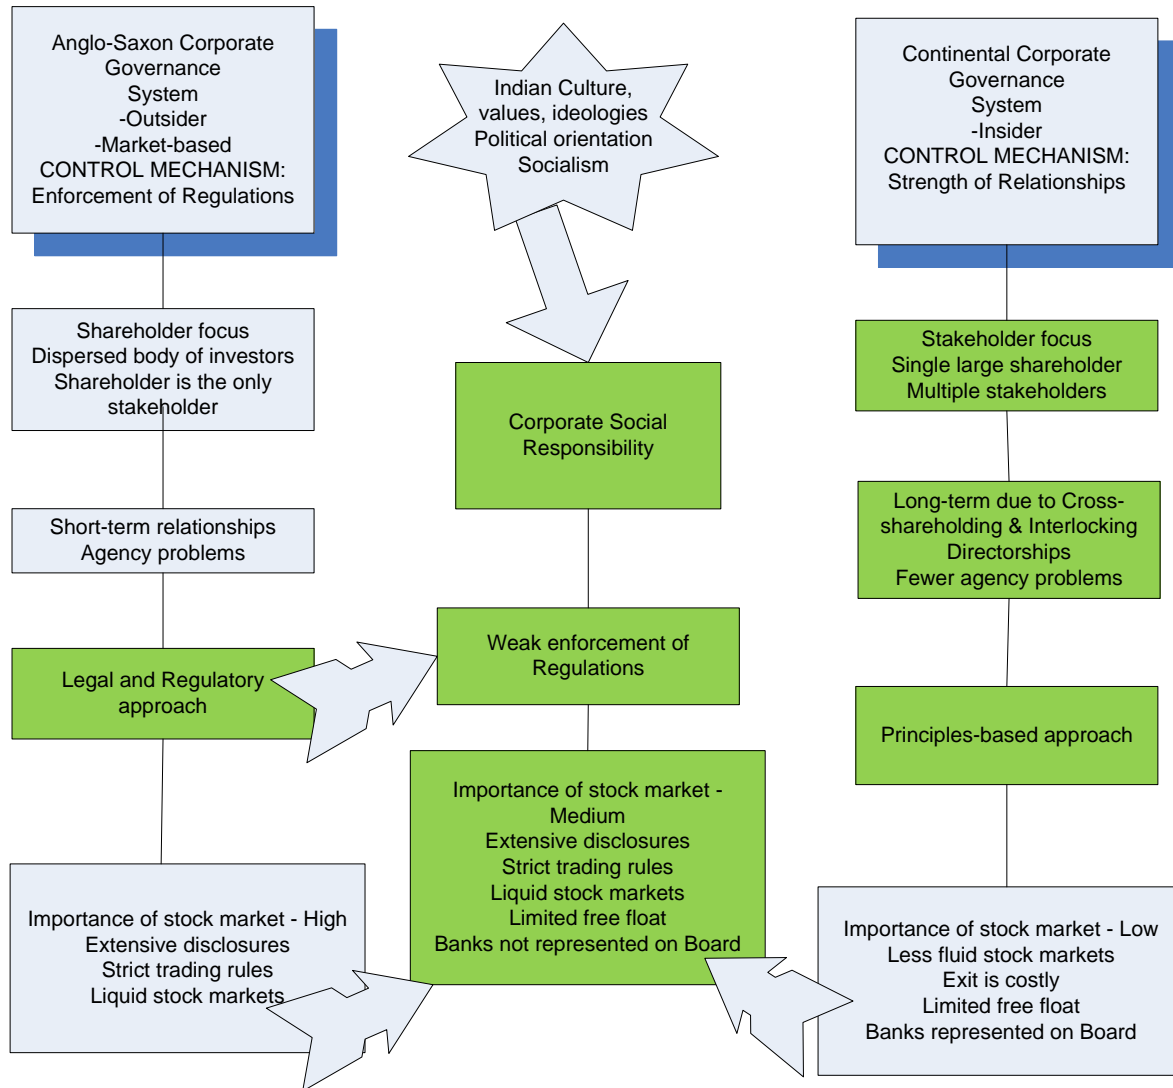 Anglo-Saxon Corporate
Governance
System
-Outsider
-Market-based
CONTROL MECHANISM:
Enforcement of Regulations
Indian Culture,
values, ideologies
Political orientation
Socialism
Continental Corporate
Governance
System
-Insider
CONTROL MECHANISM:
Strength of Relationships
Shareholder focus
Dispersed body of investors
Shareholder is the only
stakeholder
Corporate Social
Responsibility
Stakeholder focus
Single large shareholder
Multiple stakeholders
Short-term relationships
Agency problems
Long-term due to Cross-
shareholding & Interlocking
Directorships
Fewer agency problems
Legal and Regulatory
approach
Weak enforcement of
Regulations
Principles-based approach
Importance of stock market - High
Extensive disclosures
Strict trading rules
Liquid stock markets
Importance of stock market -
Medium
Extensive disclosures
Strict trading rules
Liquid stock markets
Limited free float
Banks not represented on Board
Importance of stock market - Low
Less fluid stock markets
Exit is costly
Limited free float
Banks represented on Board